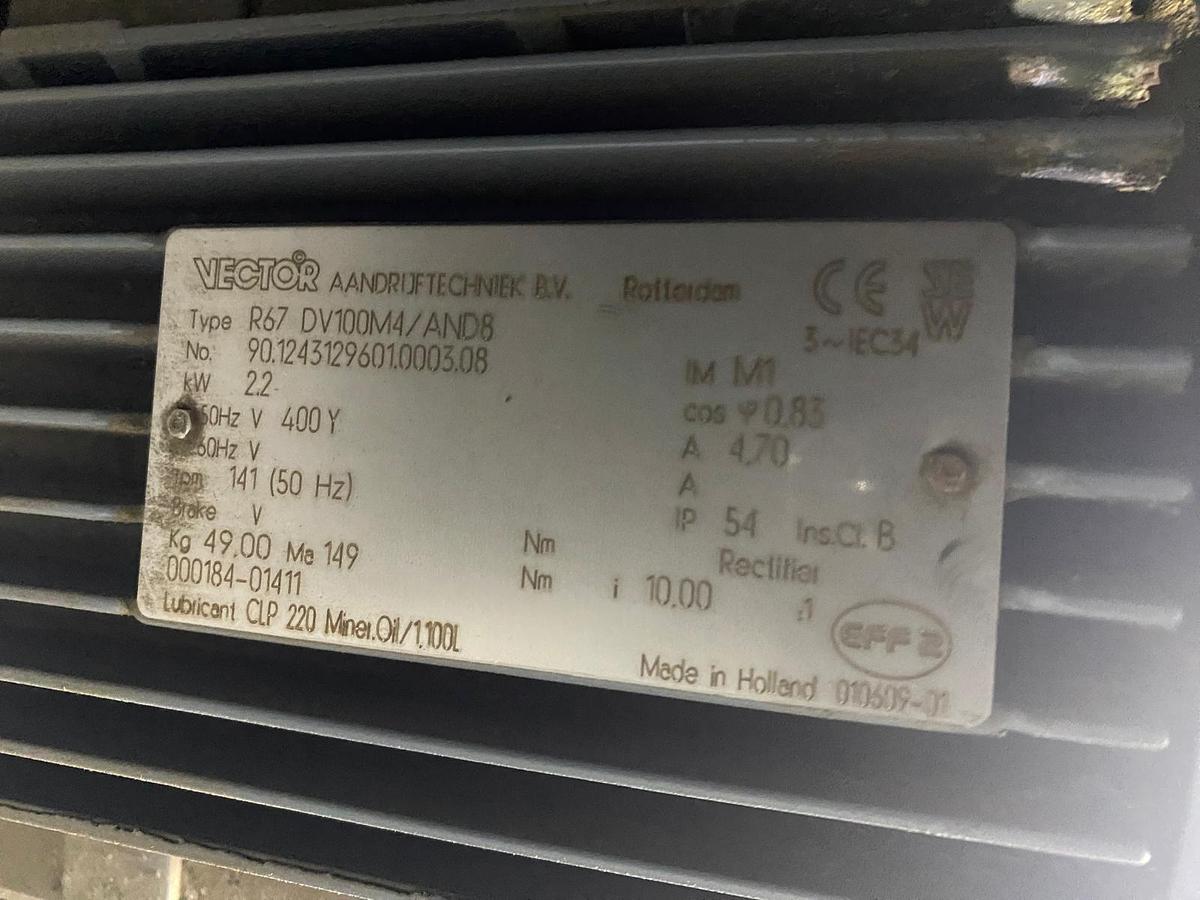 VECTOR © AANDRIJFTECHNIEK B.V. Rotterdam CE SEW
3~IEC34
Type R67 DV100M4/AND8
No. 90.1243129601.0003.08
kW 2.2 IM M1
50Hz V 400 Y cos φ 0.83
60Hz V A 4,70
rpm 141 (50 Hz) A
Brake V IP 54 Ins.Cl. B
Kg 49.00 Ma 149 Nm Rectifier
000184-01411 Nm i 10.00 :1
Lubricant CLP 220 Miner.Oil/1.100L EFF 2
Made in Holland 010609-01